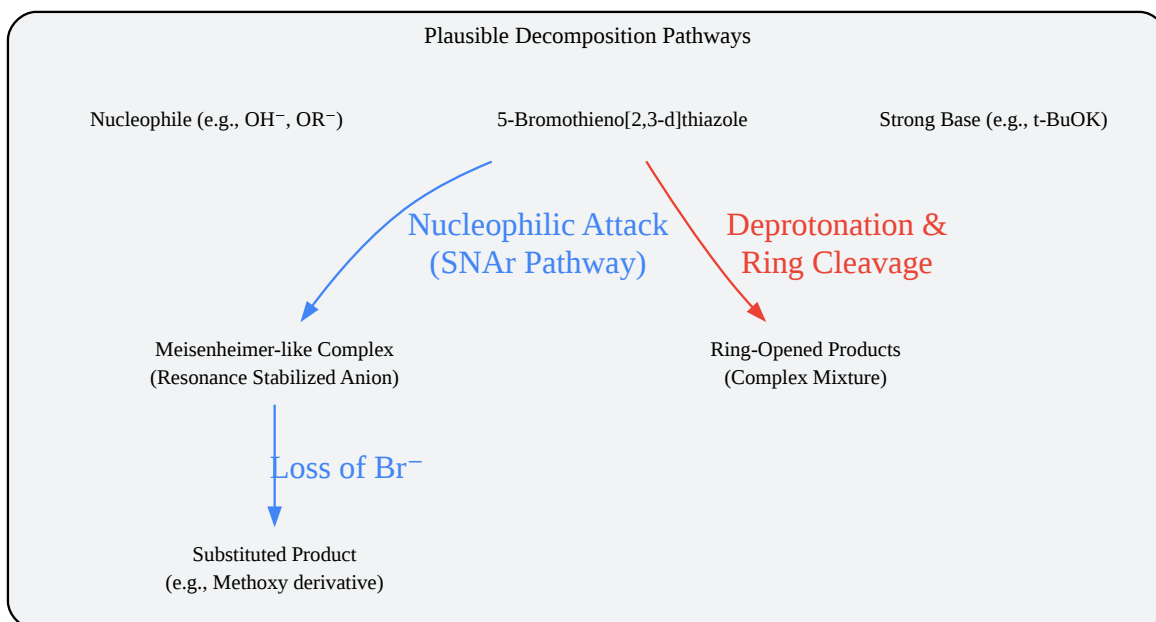 Plausible Decomposition Pathways
Nucleophile (e.g., OH⁻, OR⁻)
5-Bromothieno[2,3-d]thiazole
Strong Base (e.g., t-BuOK)
Nucleophilic Attack
(SNAr Pathway)
Deprotonation &
Ring Cleavage
Meisenheimer-like Complex
(Resonance Stabilized Anion)
Ring-Opened Products
(Complex Mixture)
Loss of Br⁻
Substituted Product
(e.g., Methoxy derivative)